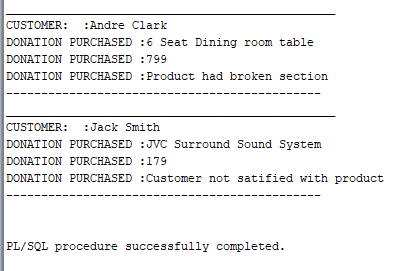 CUSTOMER:  :Andre Clark
DONATION PURCHASED :6 Seat Dining room table
DONATION PURCHASED :799
DONATION PURCHASED :Product had broken section
---------------------------------------------
CUSTOMER:  :Jack Smith
DONATION PURCHASED :JVC Surround Sound System
DONATION PURCHASED :179
DONATION PURCHASED :Customer not satified with product
---------------------------------------------
PL/SQL procedure successfully completed.